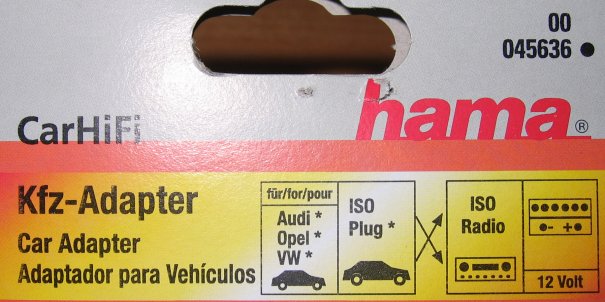 00
045636 ●
CarHiFi
hama®
Kfz-Adapter
Car Adapter
Adaptador para Vehículos
für/for/pour
Audi *
Opel *
VW *
ISO
Plug *
ISO
Radio
12 Volt